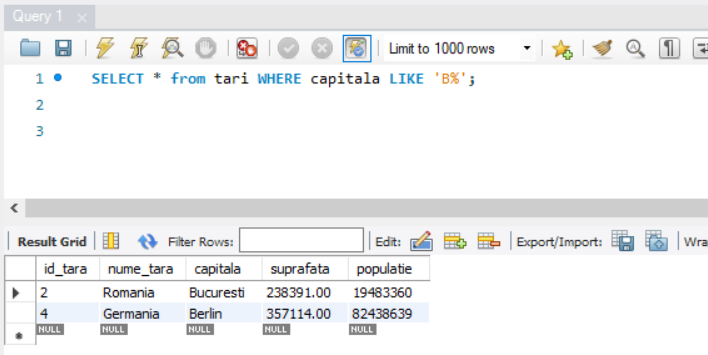 Query 1
Limit to 1000 rows
1 SELECT * from tari WHERE capitala LIKE 'B%';
2
3
Result Grid Filter Rows: Edit: Export/Import: Wra
id_tara nume_tara capitala suprafata populatie
2 Romania Bucuresti 238391.00 19483360
4 Germania Berlin 357114.00 82438639
NULL NULL NULL NULL NULL